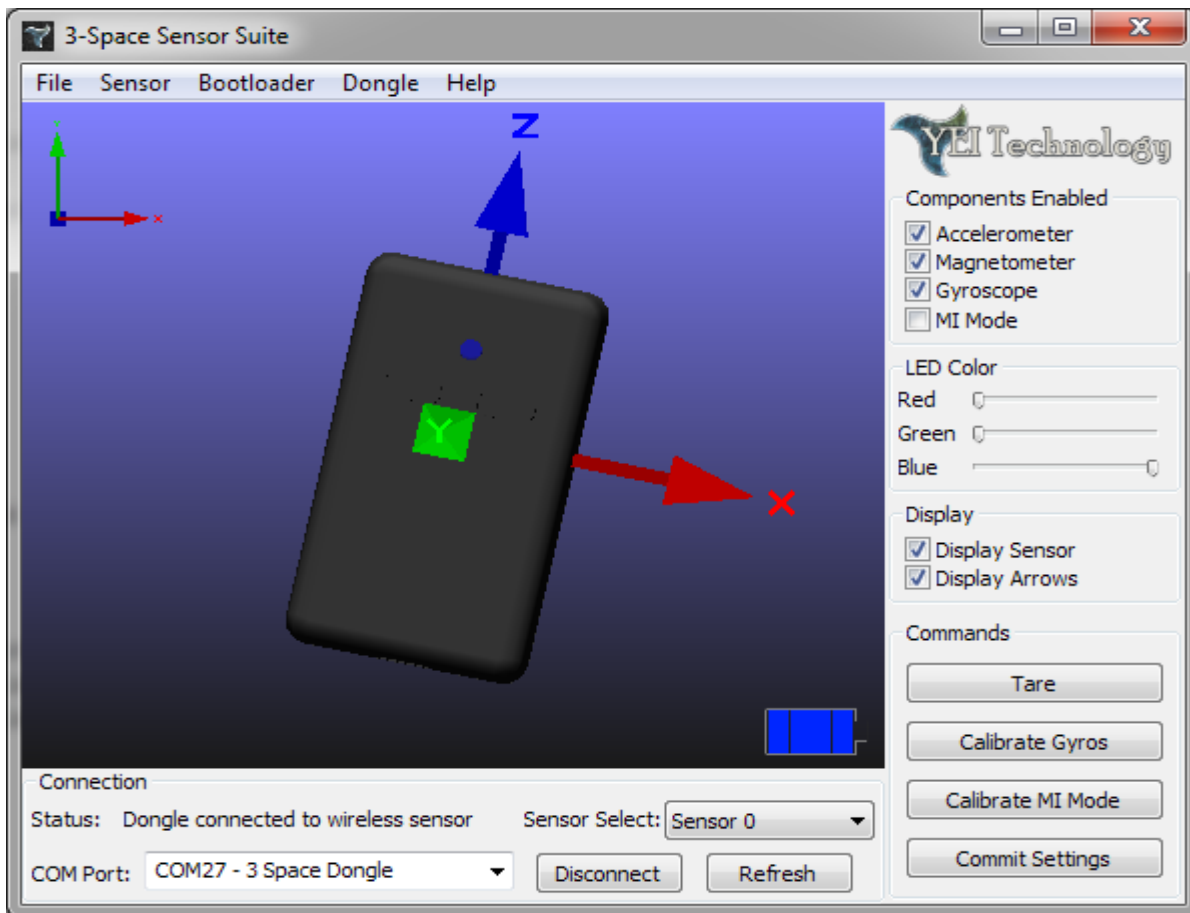 3-Space Sensor Suite
File Sensor Bootloader Dongle Help
Y
X
Z
Y
X
YEI Technology
Components Enabled
Accelerometer
Magnetometer
Gyroscope
MI Mode
LED Color
Red
Green
Blue
Display
Display Sensor
Display Arrows
Commands
Tare
Calibrate Gyros
Calibrate MI Mode
Commit Settings
Connection
Status: Dongle connected to wireless sensor Sensor Select: Sensor 0
COM Port: COM27 - 3 Space Dongle Disconnect Refresh